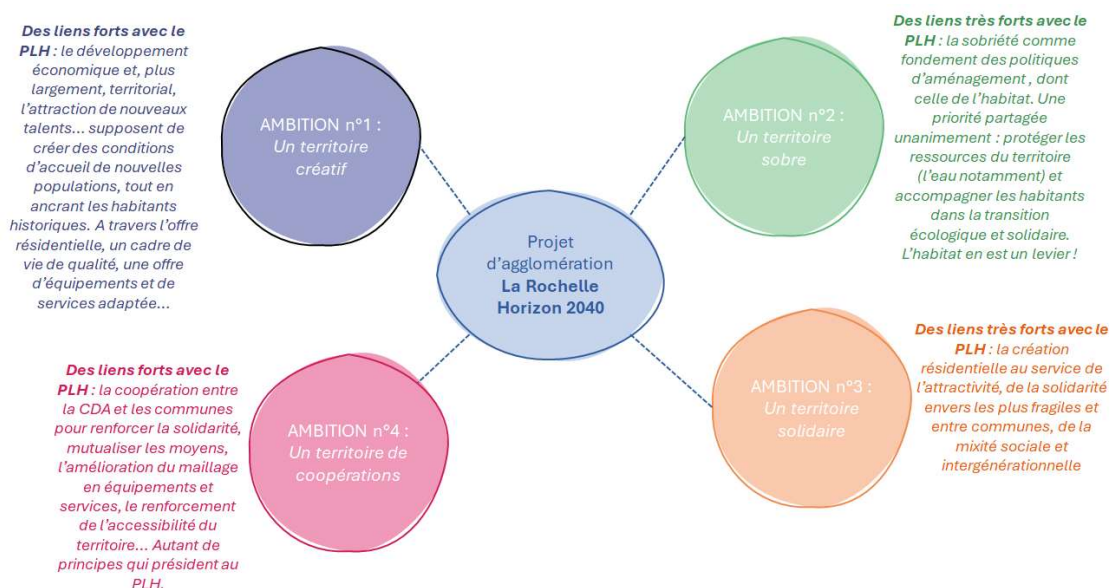 Des liens forts avec le
PLH : le développement
économique et, plus
largement, territorial,
l’attraction de nouveaux
talents... supposent de
créer des conditions
d’accueil de nouvelles
populations, tout en
ancrant les habitants
historiques. A travers l’offre
résidentielle, un cadre de
vie de qualité, une offre
d’équipements et de
services adaptée...
AMBITION n°1 :
Un territoire
créatif
AMBITION n°2 :
Un territoire
sobre
Des liens très forts avec le
PLH : la sobriété comme
fondement des politiques
d’aménagement , dont
celle de l’habitat. Une
priorité partagée
unanimement : protéger les
ressources du territoire
(l’eau notamment) et
accompagner les habitants
dans la transition
écologique et solidaire.
L’habitat en est un levier !
Projet
d’agglomération
La Rochelle
Horizon 2040
Des liens forts avec le
PLH : la coopération entre
la CDA et les communes
pour renforcer la solidarité,
mutualiser les moyens,
l’amélioration du maillage
en équipements et
services, le renforcement
de l’accessibilité du
territoire... Autant de
principes qui président au
PLH.
AMBITION n°4 :
Un territoire de
coopérations
AMBITION n°3 :
Un territoire
solidaire
Des liens très forts avec le
PLH : la création
résidentielle au service de
l’attractivité, de la solidarité
envers les plus fragiles et
entre communes, de la
mixité sociale et
intergénérationnelle